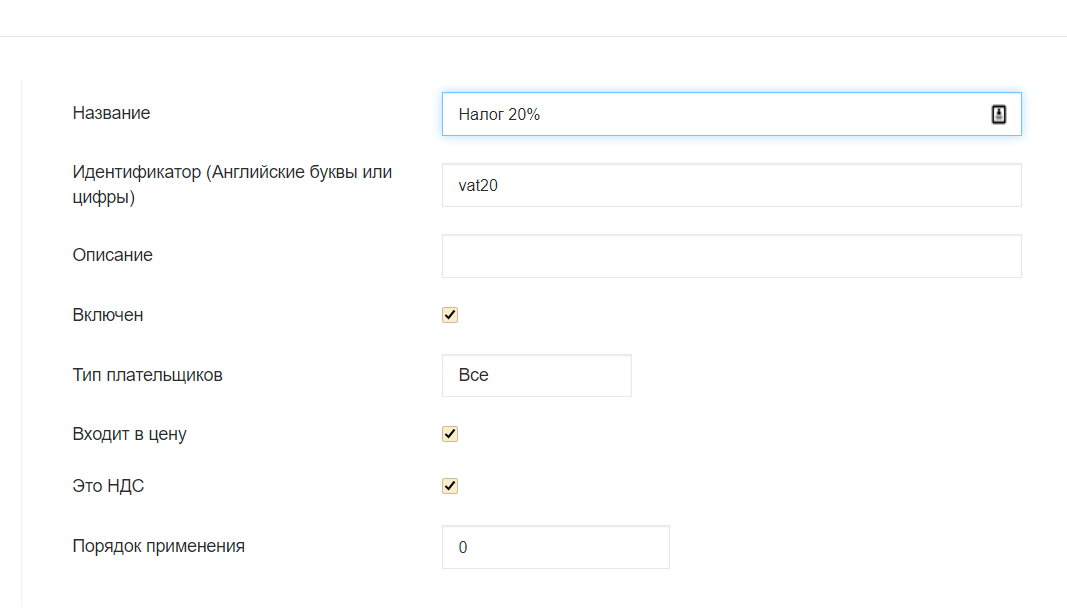 Название
Налог 20%
Идентификатор (Английские буквы или
цифры)
vat20
Описание
Включен
Тип плательщиков
Все
Входит в цену
Это НДС
Порядок применения
0